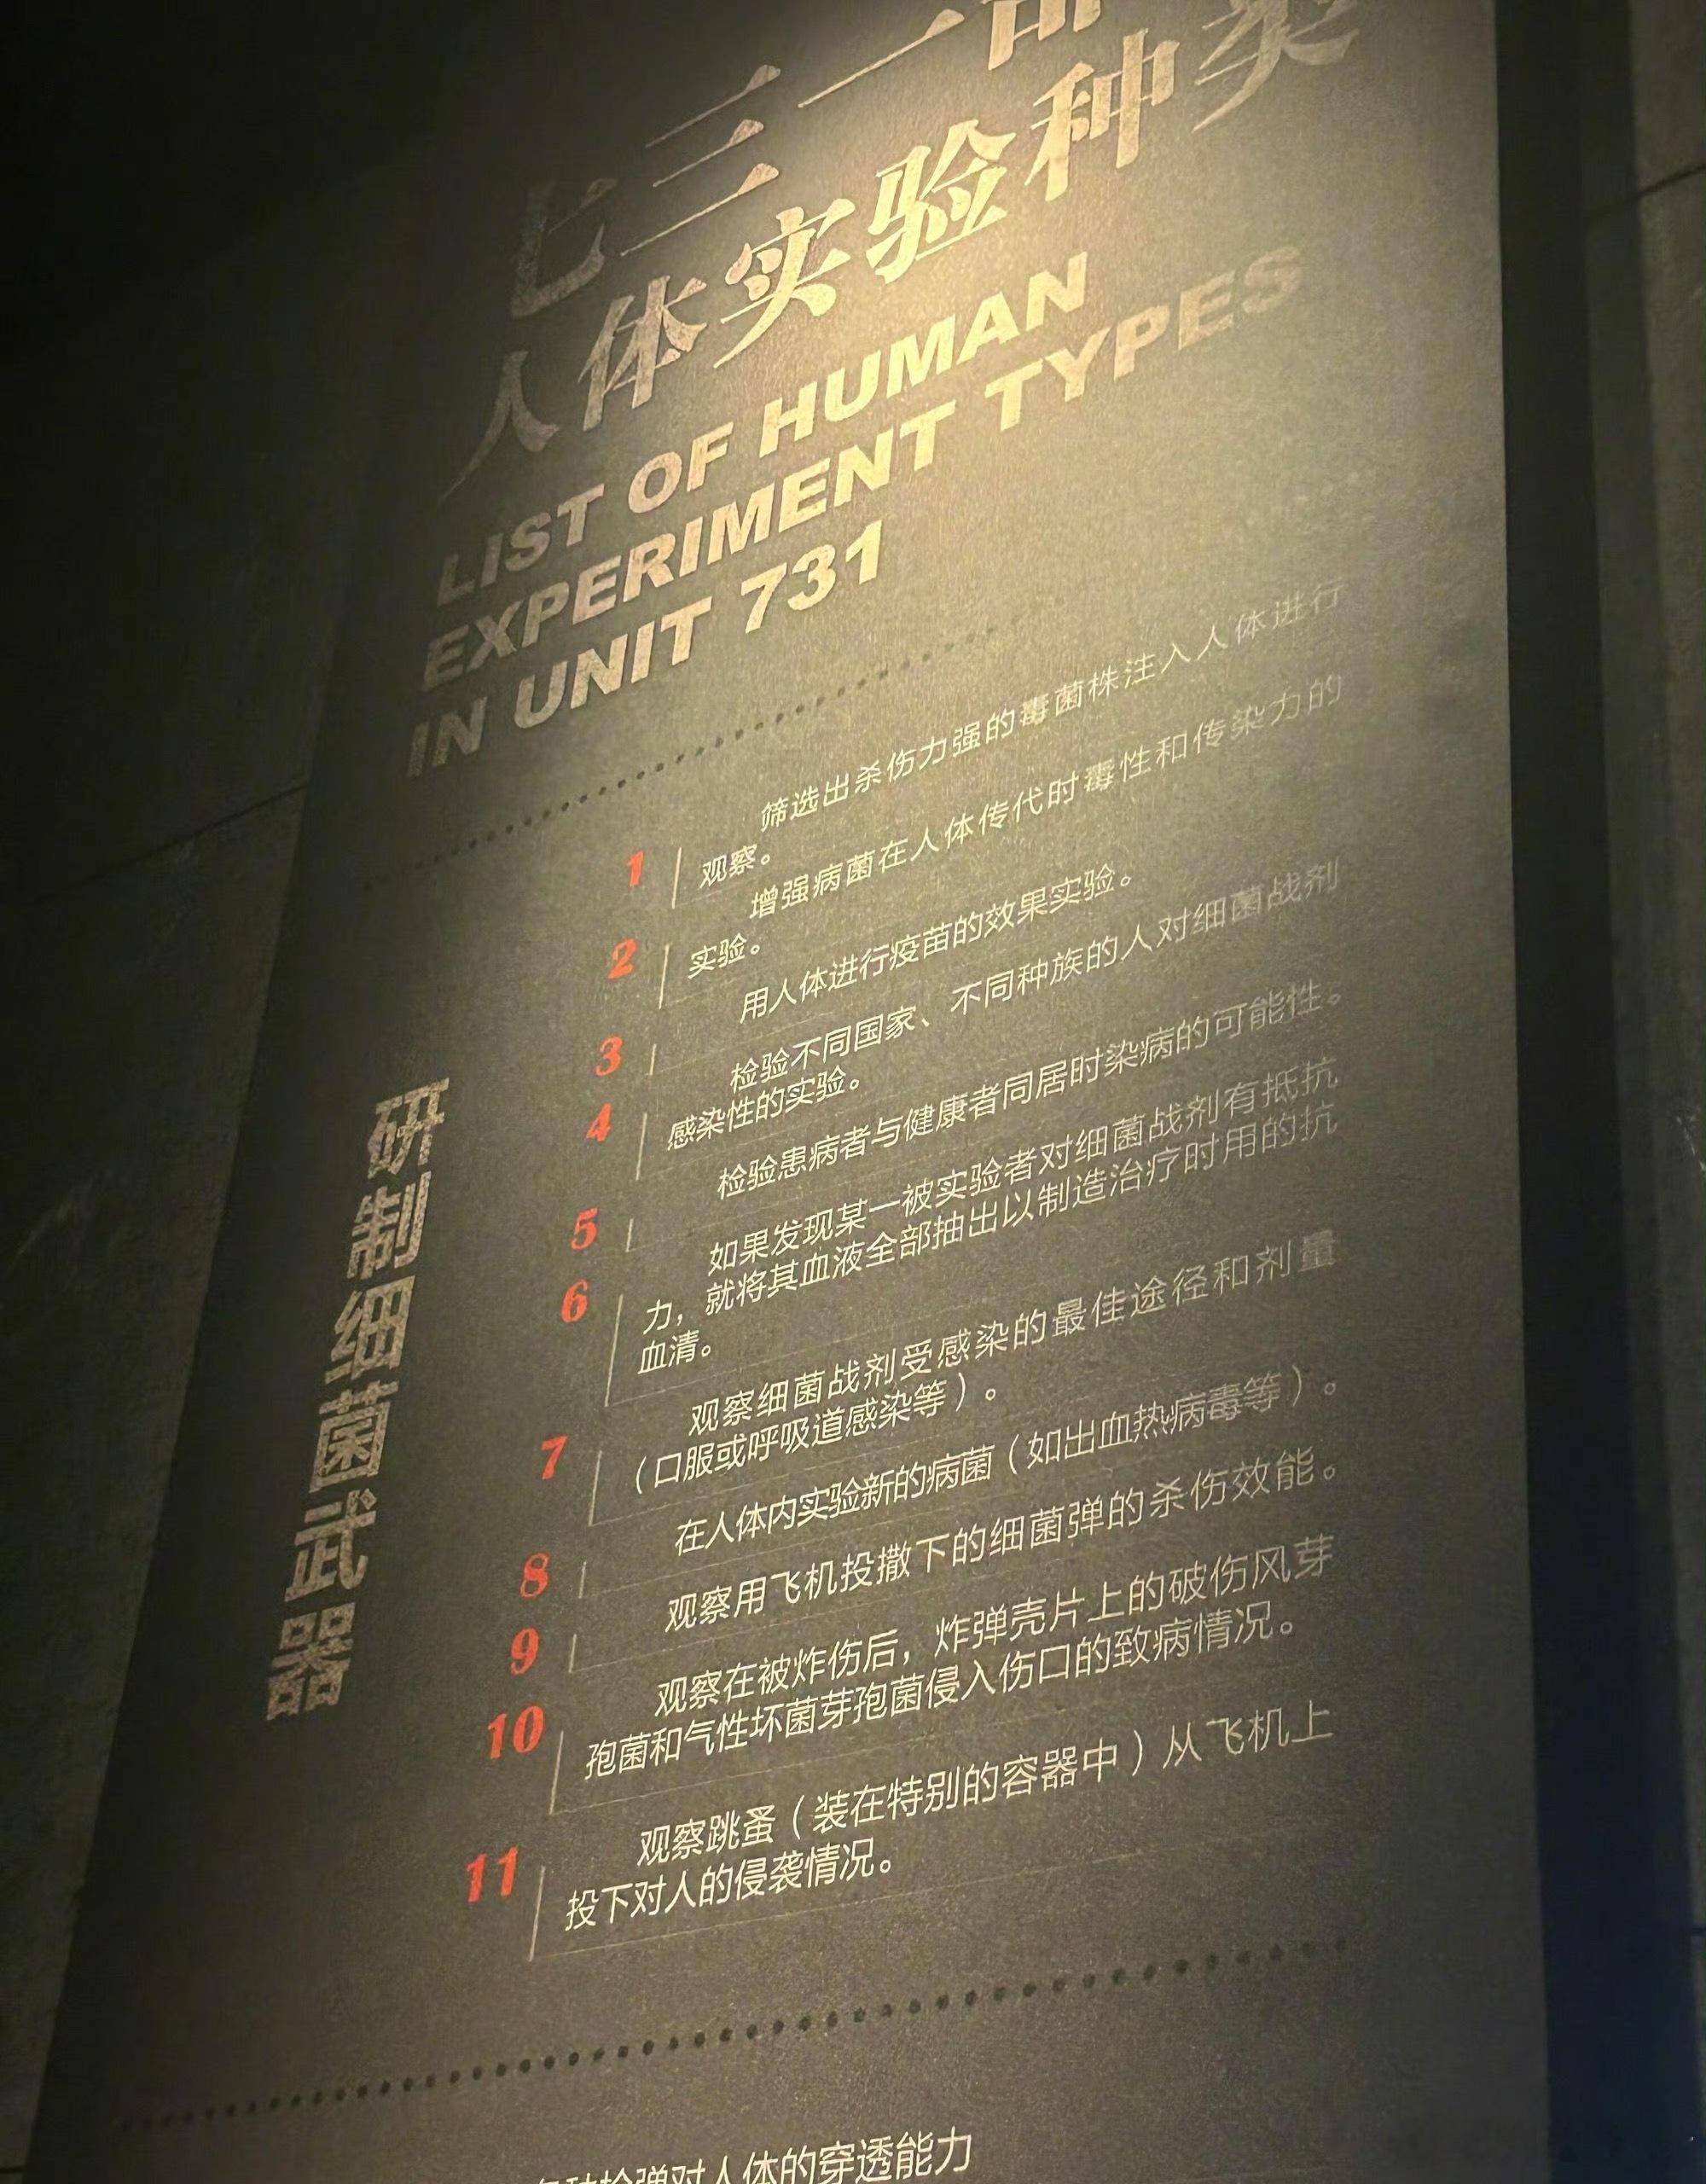 七三一部
人体实验种类
LIST OF HUMAN
EXPERIMENT TYPES
IN UNIT 731
研制细菌武器
1 筛选出杀伤力强的毒菌株注入人体进行
观察。
2 增强病菌在人体传代时毒性和传染力的
实验。
3 用人体进行疫苗的效果实验。
4 检验不同国家、不同种族的人对细菌战剂
感染性的实验。
5 检验患病者与健康者同居时染病的可能性。
6 如果发现某一被实验者对细菌战剂有抵抗
力，就将其血液全部抽出以制造治疗时用的抗
血清。
7 观察细菌战剂受感染的最佳途径和剂量
（口服或呼吸道感染等）。
8 在人体内实验新的病菌（如出血热病毒等）。
9 观察用飞机投撒下的细菌弹的杀伤效能。
10 观察在被炸伤后，炸弹壳片上的破伤风芽
孢菌和气性坏菌芽孢菌侵入伤口的致病情况。
11 观察跳蚤（装在特别的容器中）从飞机上
投下对人的侵袭情况。
各种枪弹对人体的穿透能力